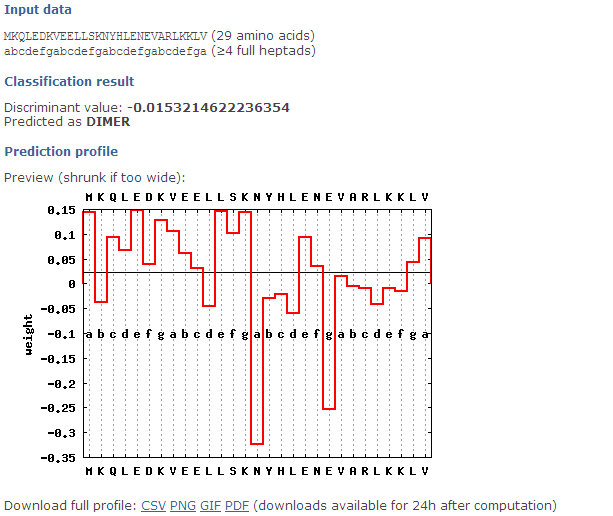 Input data
MKQLEDKVEELLSKNYHLENEVARLKKLV (29 amino acids)
abcdefgabcdefgabcdefgabcdefga (≥4 full heptads)
Classification result
Discriminant value: -0.0153214622236354
Predicted as DIMER
Prediction profile
Preview (shrunk if too wide):
M K Q L E D K V E E L L S K N Y H L E N E V A R L K K L V
0.15
0.1
0.05
0
-0.05
-0.1
a b c d e f g a b c d e f g a b c d e f g a b c d e f g a
-0.15
-0.2
-0.25
-0.3
-0.35
weight
M K Q L E D K V E E L L S K N Y H L E N E V A R L K K L V
Download full profile: CSV PNG GIF PDF (downloads available for 24h after computation)